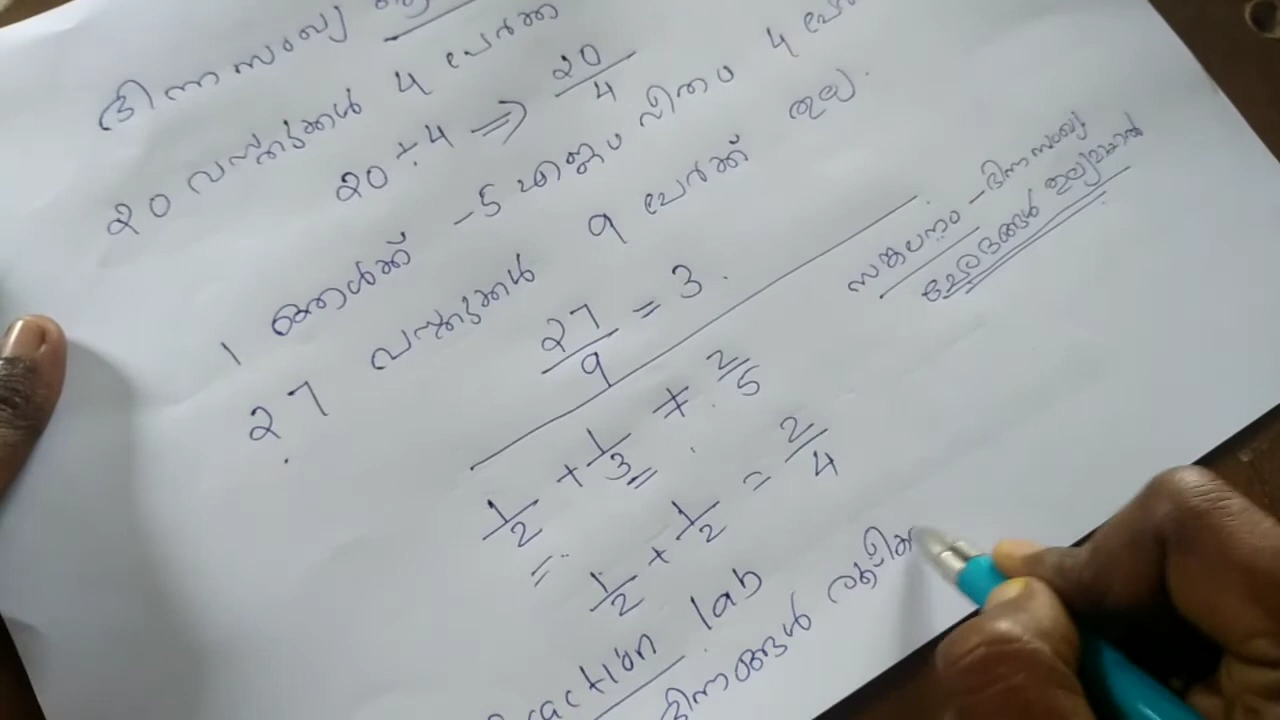 ഭിന്നസംഖ്യ
20 വസ്തുക്കൾ 4 പേർക്ക്
20 ÷ 4 ⇒ 20/4
1 ആൾക്ക് - 5 എണ്ണം വീതം 4
27 വസ്തുക്കൾ 9 പേർക്ക്
27/9 = 3.
സങ്കലനം - ഭിന്നസംഖ്യ
ഛേദങ്ങൾ തുല്യമായാൽ
1/2 + 1/3 ≠ 2/5
= 1/2 + 1/2 = 2/4
action lab
ഭിന്നങ്ങൾ